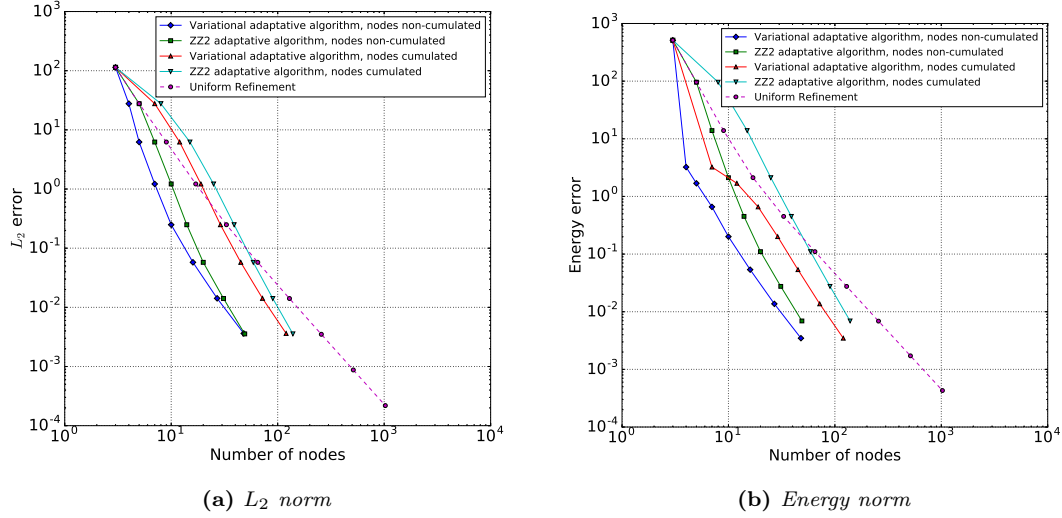 10^3
10^2
10^1
10^0
10^-1
10^-2
10^-3
10^-4
L_2 error
Variational adaptative algorithm, nodes non-cumulated
ZZ2 adaptative algorithm, nodes non-cumulated
Variational adaptative algorithm, nodes cumulated
ZZ2 adaptative algorithm, nodes cumulated
Uniform Refinement
10^0 10^1 10^2 10^3 10^4
Number of nodes
(a) L_2 norm
10^3
10^2
10^1
10^0
10^-1
10^-2
10^-3
10^-4
Energy error
Variational adaptative algorithm, nodes non-cumulated
ZZ2 adaptative algorithm, nodes non-cumulated
Variational adaptative algorithm, nodes cumulated
ZZ2 adaptative algorithm, nodes cumulated
Uniform Refinement
10^0 10^1 10^2 10^3 10^4
Number of nodes
(b) Energy norm